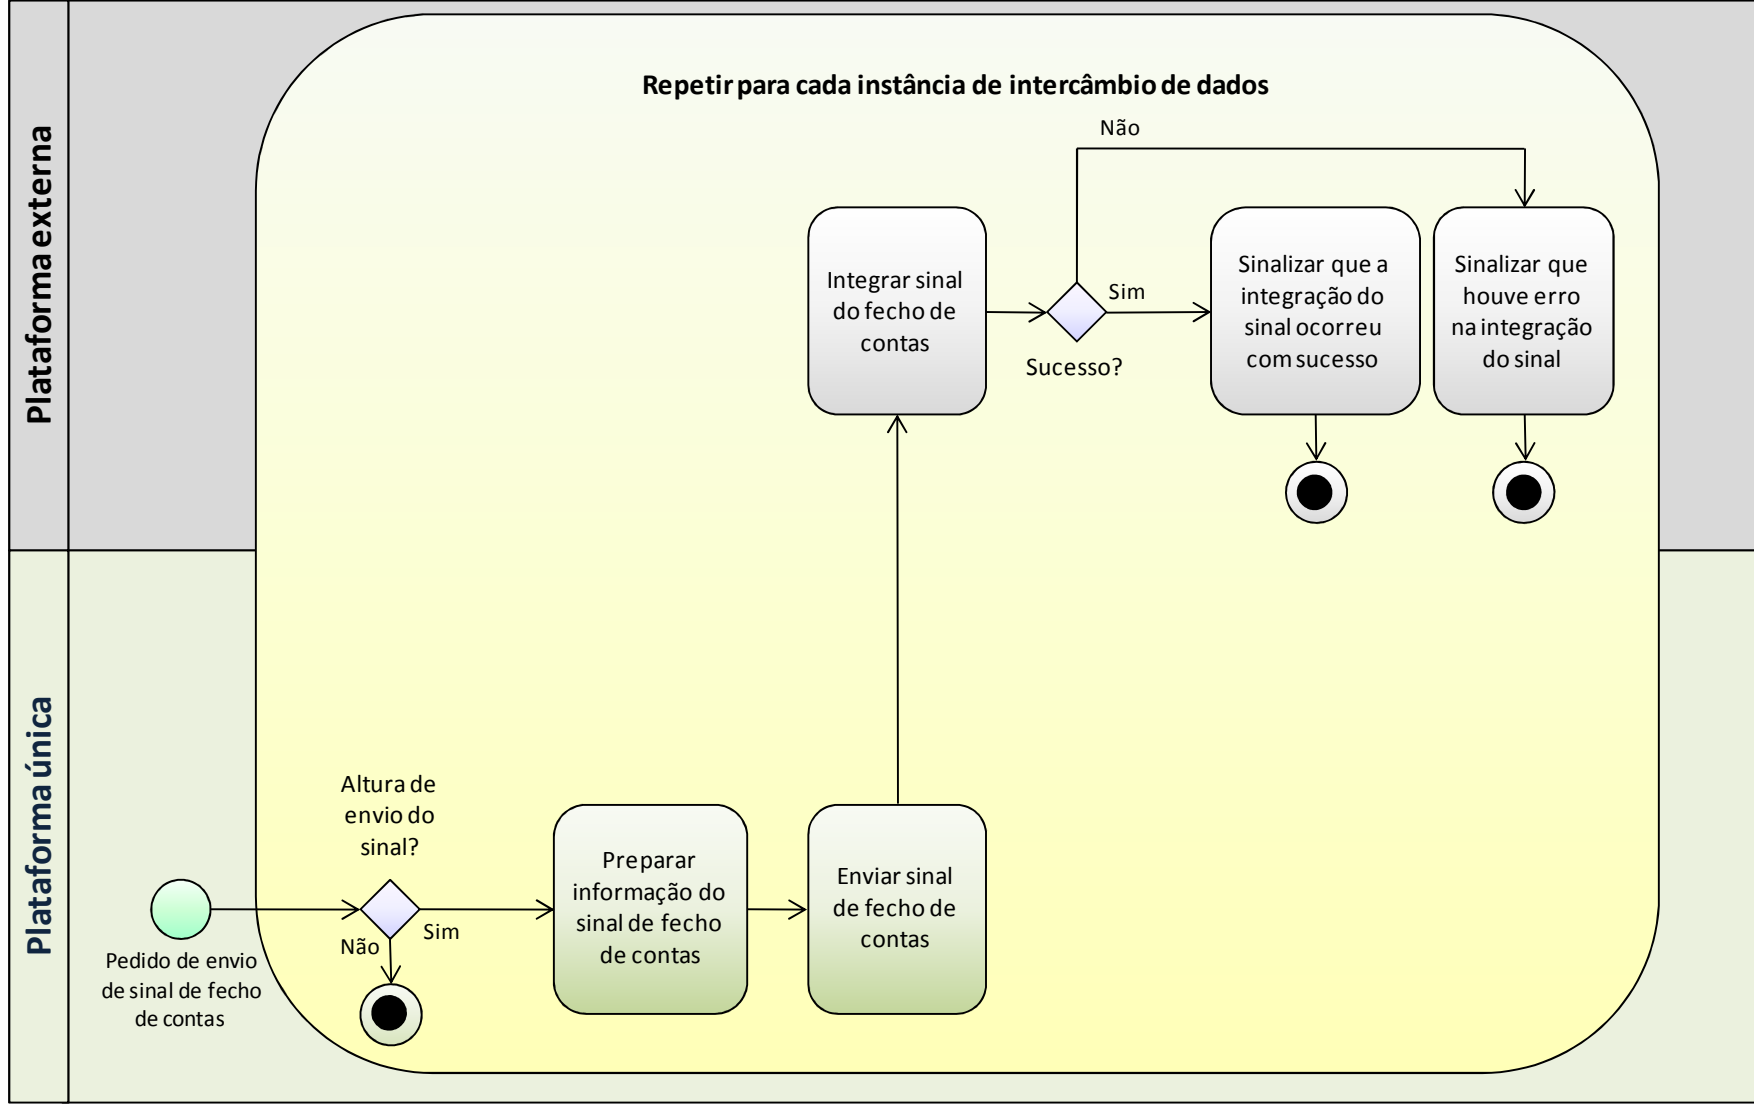 Plataforma externa
Repetir para cada instância de intercâmbio de dados
Não
Integrar sinal
do fecho de
contas
Sim
Sucesso?
Sinalizar que a
integração do
sinal ocorreu
com sucesso
Sinalizar que
houve erro
na integração
do sinal
Plataforma única
Pedido de envio
de sinal de fecho
de contas
Altura de
envio do
sinal?
Não
Sim
Preparar
informação do
sinal de fecho
de contas
Enviar sinal
de fecho de
contas